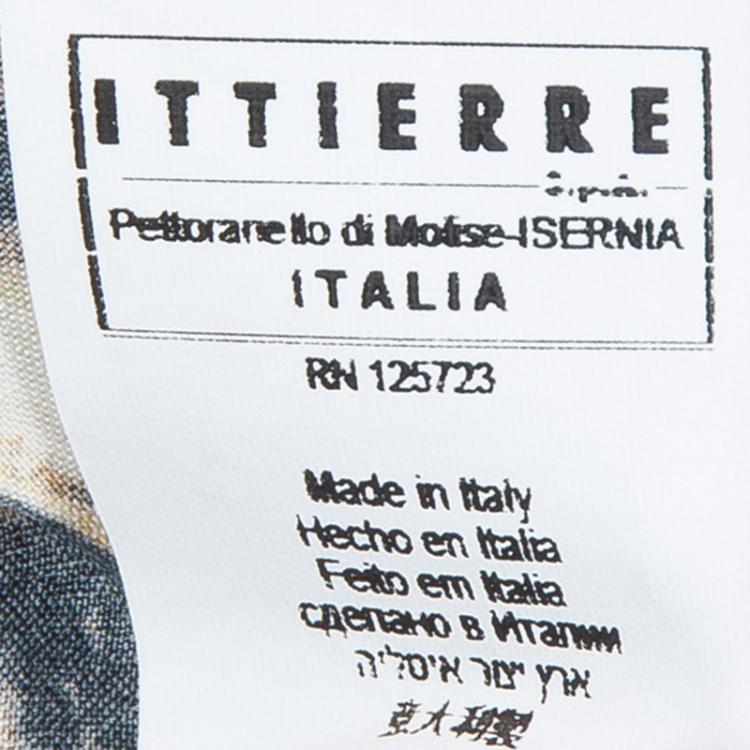 ITTIERRE
S.p.A.
Pettoranello di Molise-ISERNIA
ITALIA
RN 125723
Made in Italy
Hecho en Italia
Feito em Italia
сделано в Италии
ארץ יצור איטליה